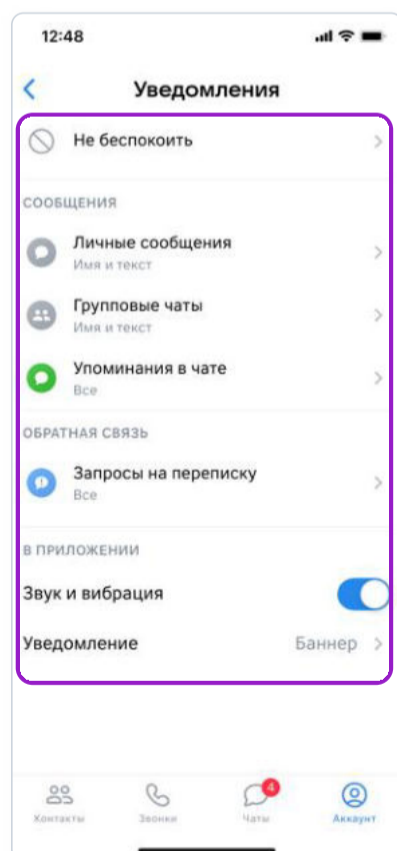 12:48
Уведомления
Не беспокоить
СООБЩЕНИЯ
Личные сообщения
Имя и текст
Групповые чаты
Имя и текст
Упоминания в чате
Все
ОБРАТНАЯ СВЯЗЬ
Запросы на переписку
Все
В ПРИЛОЖЕНИИ
Звук и вибрация
Уведомление Баннер
4
Контакты Звонки Чаты Аккаунт